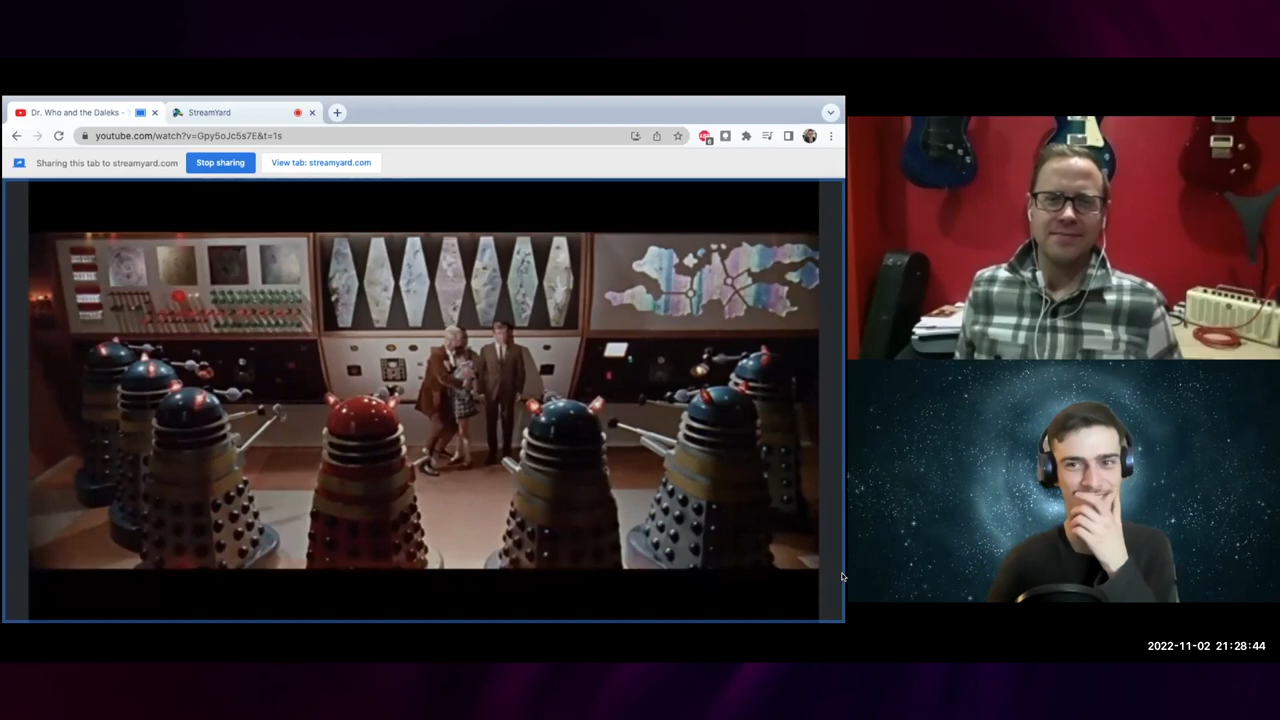 Dr. Who and the Daleks -
StreamYard
youtube.com/watch?v=Gpy5oJc5s7E&t=1s
6
Sharing this tab to streamyard.com
Stop sharing
View tab: streamyard.com
2022-11-02 21:28:44